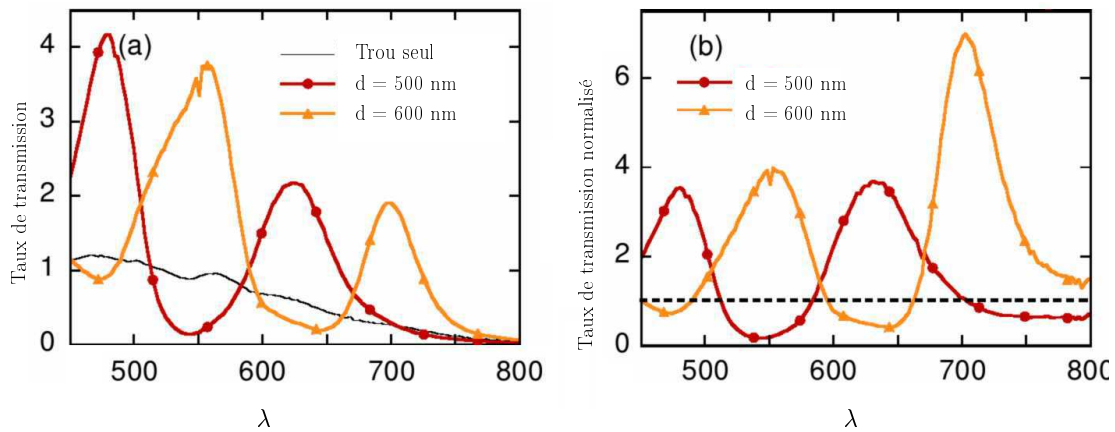 (a)
Trou seul
d = 500 nm
d = 600 nm
Taux de transmission
4
3
2
1
0
500
600
700
800
λ
(b)
d = 500 nm
d = 600 nm
Taux de transmission normalisé
6
4
2
0
500
600
700
800
λ